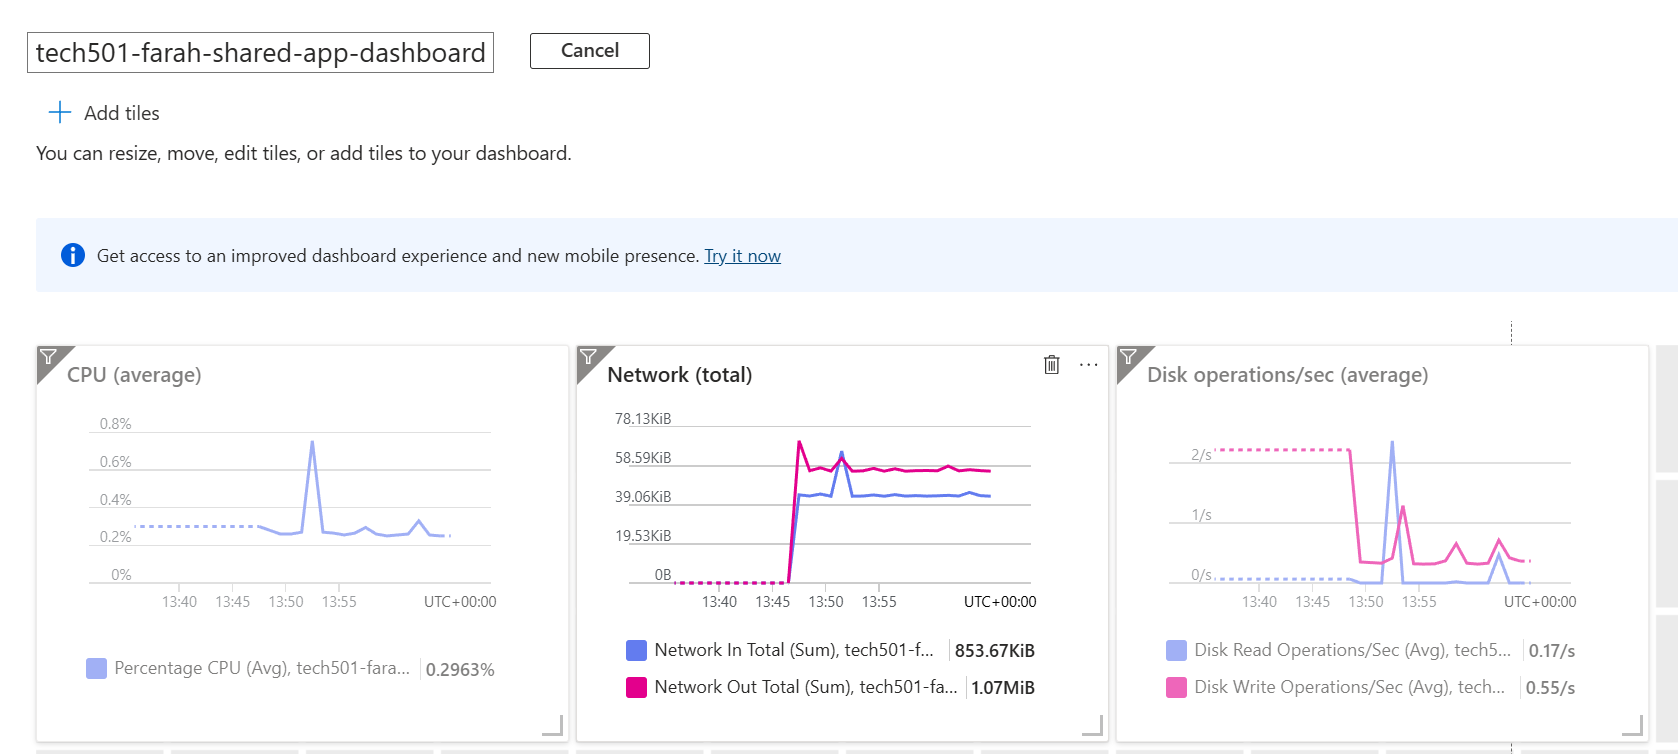 tech501-farah-shared-app-dashboard
Cancel
Add tiles
You can resize, move, edit tiles, or add tiles to your dashboard.
Get access to an improved dashboard experience and new mobile presence. Try it now
CPU (average)
0.8%
0.6%
0.4%
0.2%
0%
13:40 13:45 13:50 13:55 UTC+00:00
Percentage CPU (Avg), tech501-fara... 0.2963%
Network (total)
78.13KiB
58.59KiB
39.06KiB
19.53KiB
0B
13:40 13:45 13:50 13:55 UTC+00:00
Network In Total (Sum), tech501-f... 853.67KiB
Network Out Total (Sum), tech501-fa... 1.07MiB
Disk operations/sec (average)
2/s
1/s
0/s
13:40 13:45 13:50 13:55 UTC+00:00
Disk Read Operations/Sec (Avg), tech5... 0.17/s
Disk Write Operations/Sec (Avg), tech... 0.55/s